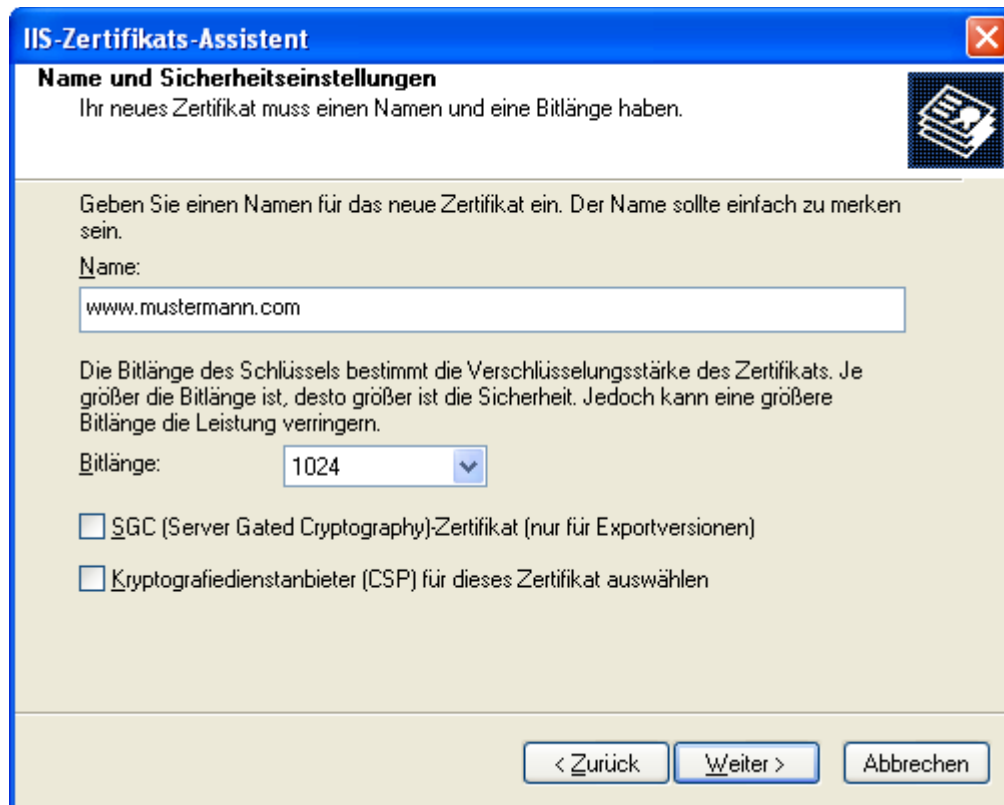 IIS-Zertifikats-Assistent
Name und Sicherheitseinstellungen
Ihr neues Zertifikat muss einen Namen und eine Bitlänge haben.
Geben Sie einen Namen für das neue Zertifikat ein. Der Name sollte einfach zu merken
sein.
Name:
www.mustermann.com
Die Bitlänge des Schlüssels bestimmt die Verschlüsselungsstärke des Zertifikats. Je
größer die Bitlänge ist, desto größer ist die Sicherheit. Jedoch kann eine größere
Bitlänge die Leistung verringern.
Bitlänge: 1024
SGC (Server Gated Cryptography)-Zertifikat (nur für Exportversionen)
Kryptografiedienstanbieter (CSP) für dieses Zertifikat auswählen
< Zurück Weiter > Abbrechen